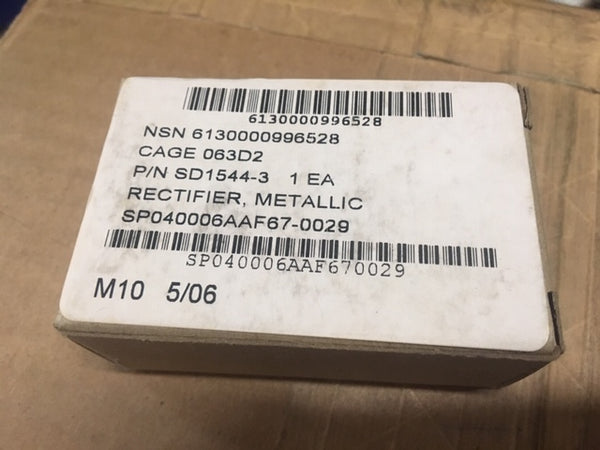 6130000996528
NSN 6130000996528
CAGE 063D2
P/N SD1544-3 1 EA
RECTIFIER, METALLIC
SP040006AAF67-0029
SP040006AAF670029
M10 5/06